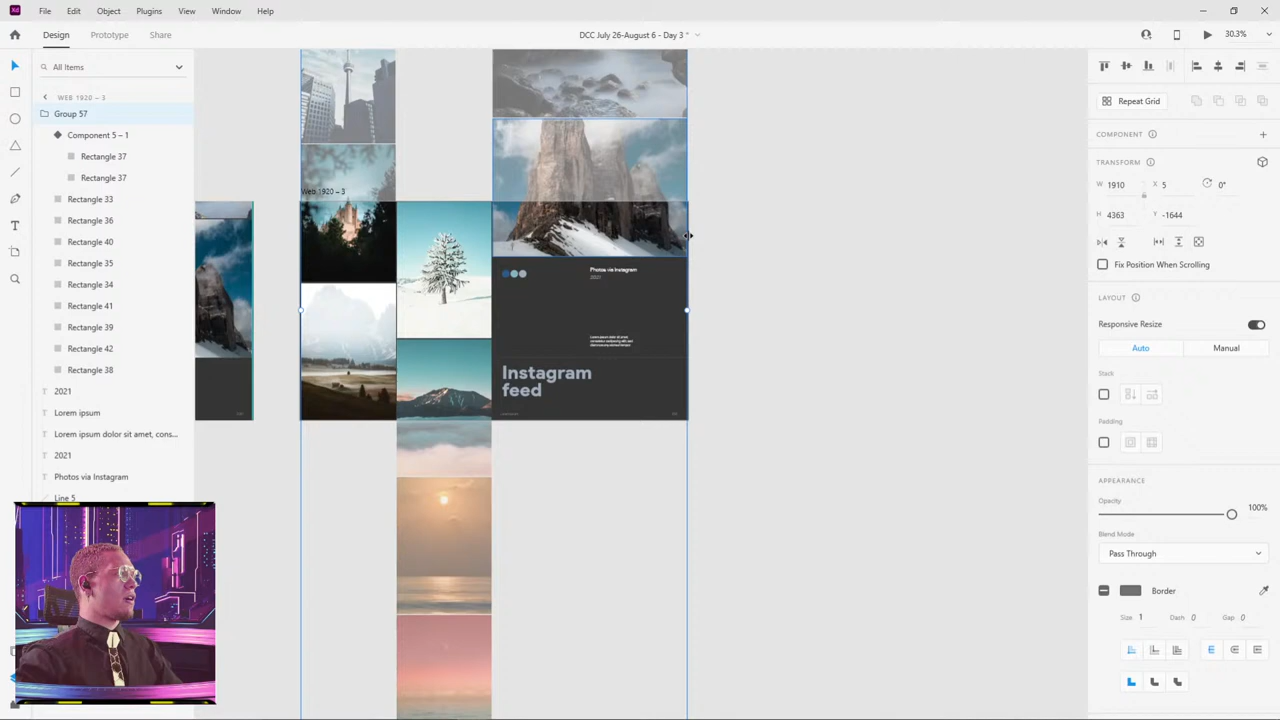 Xd File Edit Object Plugins View Window Help
Design Prototype Share
DCC July 26-August 6 - Day 3 *
30.3%
All Items
WEB 1920 – 3
Group 57
Component 5 – 1
Rectangle 37
Rectangle 37
Rectangle 33
Rectangle 36
Rectangle 40
Rectangle 35
Rectangle 34
Rectangle 41
Rectangle 39
Rectangle 42
Rectangle 38
2021
Lorem ipsum
Lorem ipsum dolor sit amet, cons...
2021
Photos via Instagram
Line 5
Web 1920 – 3
Photos via Instagram
2021
Instagram
feed
Repeat Grid
COMPONENT
TRANSFORM
W 1910 X 5 0°
H 4363 Y -1644
Fix Position When Scrolling
LAYOUT
Responsive Resize
Auto Manual
Stack
Padding
APPEARANCE
Opacity
100%
Blend Mode
Pass Through
Border
Size 1 Dash 0 Gap 0